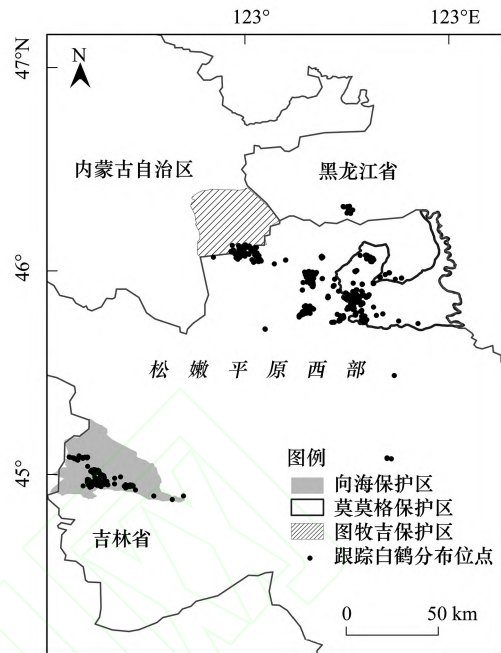 123° 123°E
47°N
N
内蒙古自治区
黑龙江省
46°
松嫩平原西部
45°
图例
向海保护区
莫莫格保护区
图牧吉保护区
跟踪白鹤分布位点
吉林省
0 50 km